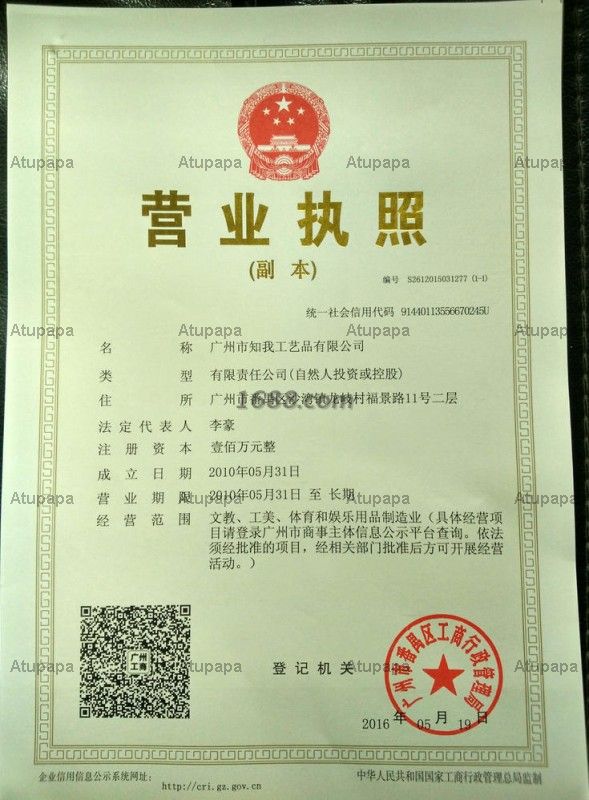 营业执照
(副 本)
编号 S2612015031277 (1-1)
统一社会信用代码 91440113556670245U
名 称 广州市知我工艺品有限公司
类 型 有限责任公司(自然人投资或控股)
住 所 广州市番禺区沙湾镇龙岐村福景路11号二层
1688.com
法定代表人 李豪
注册资本 壹佰万元整
成立日期 2010年05月31日
营业期限 2010年05月31日 至 长期
经营范围 文教、工美、体育和娱乐用品制造业（具体经营项
目请登录广州市商事主体信息公示平台查询。依法
须经批准的项目，经相关部门批准后方可开展经营
活动。）
广州
工商
登记机关
广州市番禺区工商行政管理局
2016 年 05 月 19 日
企业信用信息公示系统网址： http://cri.gz.gov.cn
中华人民共和国国家工商行政管理总局监制
Atupapa Atupapa Atupapa Atupapa
Atupapa Atupapa Atupapa Atupapa
Atupapa Atupapa Atupapa Atupapa
Atupapa Atupapa Atupapa Atupapa